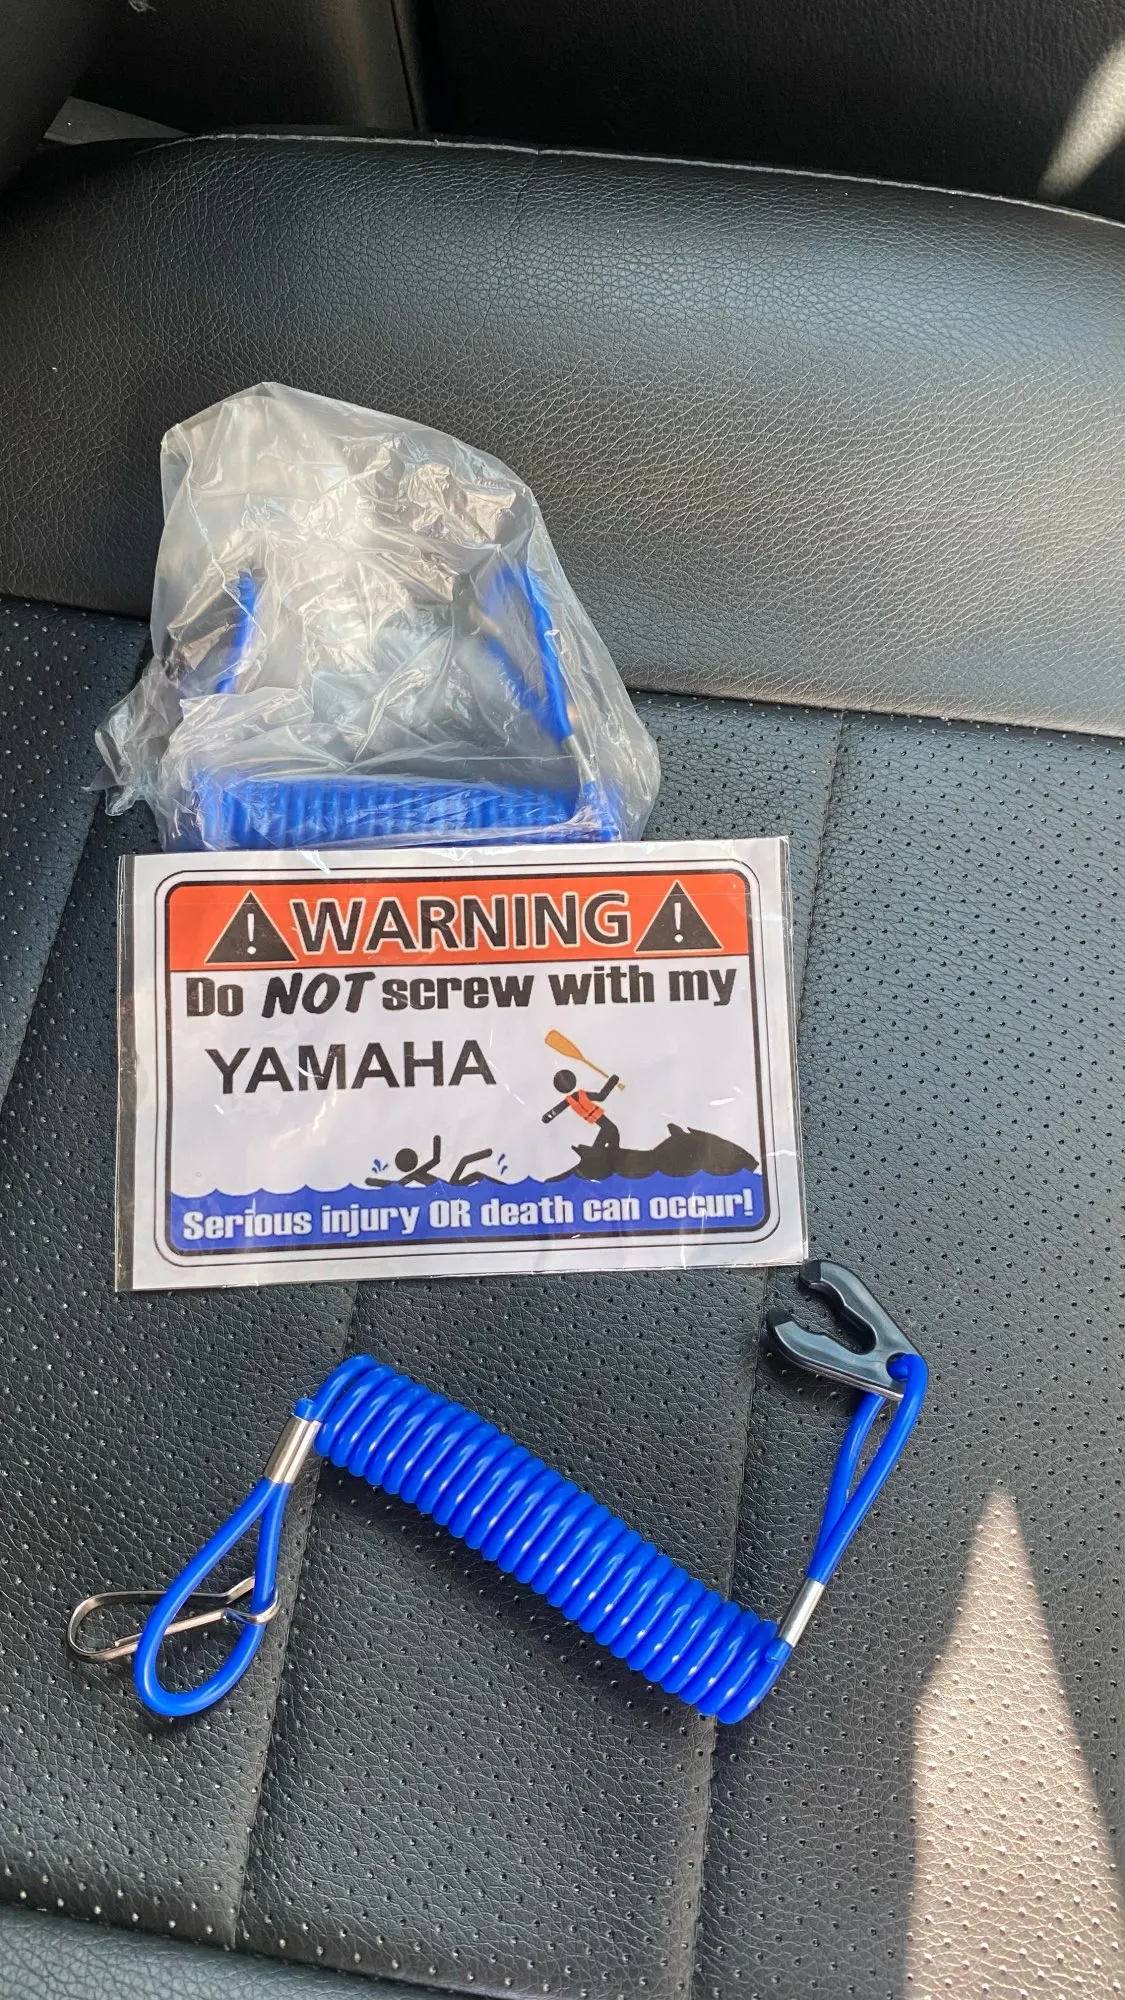 WARNING
Do NOT screw with my
YAMAHA
Serious injury OR death can occur!